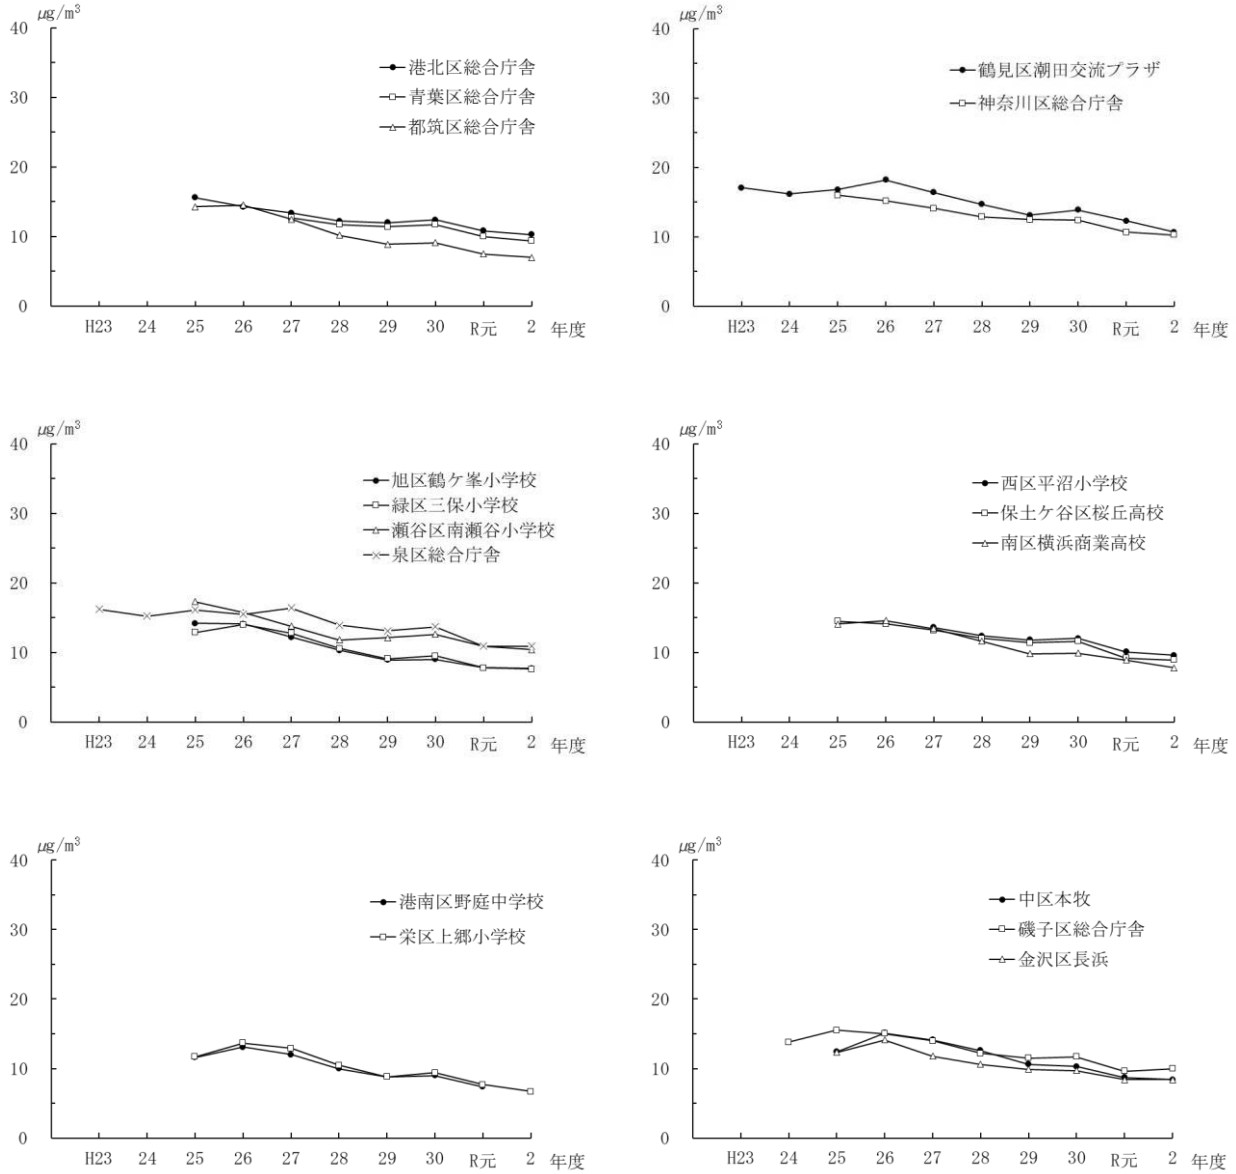 μg/m³
40
30
20
10
0
港北区総合庁舎
青葉区総合庁舎
都筑区総合庁舎
H23 24 25 26 27 28 29 30 R元 2 年度
μg/m³
40
30
20
10
0
鶴見区潮田交流プラザ
神奈川区総合庁舎
H23 24 25 26 27 28 29 30 R元 2 年度
μg/m³
40
30
20
10
0
旭区鶴ケ峯小学校
緑区三保小学校
瀬谷区南瀬谷小学校
泉区総合庁舎
H23 24 25 26 27 28 29 30 R元 2 年度
μg/m³
40
30
20
10
0
西区平沼小学校
保土ケ谷区桜丘高校
南区横浜商業高校
H23 24 25 26 27 28 29 30 R元 2 年度
μg/m³
40
30
20
10
0
港南区野庭中学校
栄区上郷小学校
H23 24 25 26 27 28 29 30 R元 2 年度
μg/m³
40
30
20
10
0
中区本牧
磯子区総合庁舎
金沢区長浜
H23 24 25 26 27 28 29 30 R元 2 年度